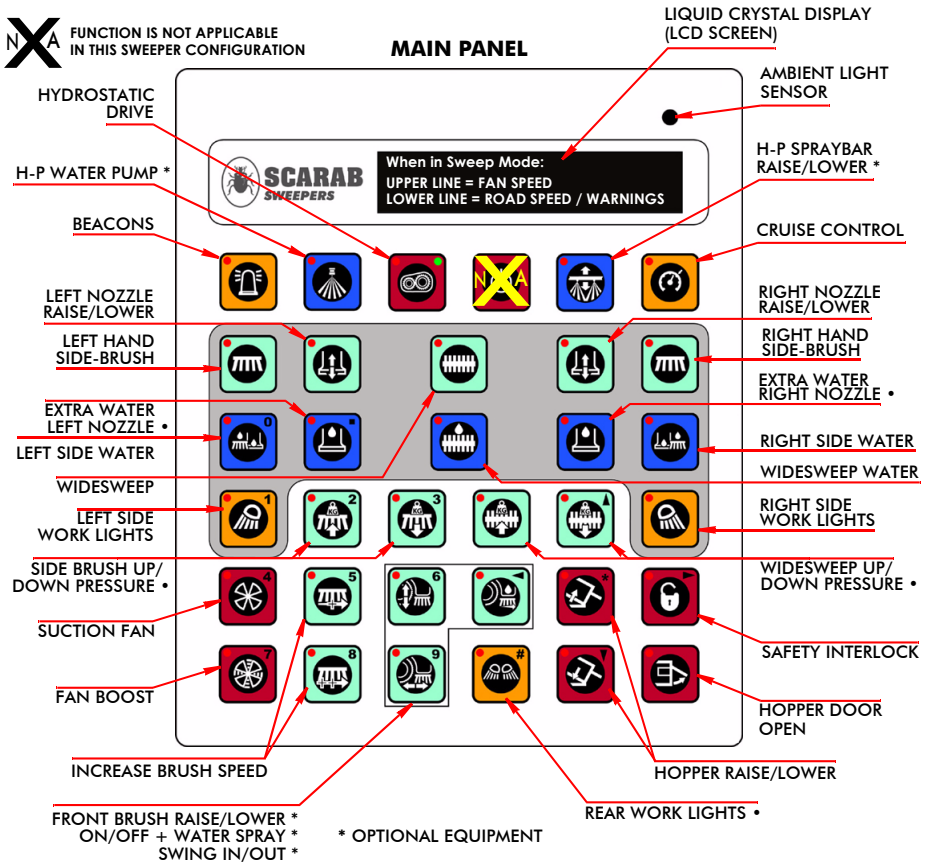 N A FUNCTION IS NOT APPLICABLE
IN THIS SWEEPER CONFIGURATION
MAIN PANEL
LIQUID CRYSTAL DISPLAY
(LCD SCREEN)
AMBIENT LIGHT
SENSOR
HYDROSTATIC
DRIVE
H-P WATER PUMP *
BEACONS
SCARAB
SWEEPERS
When in Sweep Mode:
UPPER LINE = FAN SPEED
LOWER LINE = ROAD SPEED / WARNINGS
H-P SPRAYBAR
RAISE/LOWER *
CRUISE CONTROL
N A
LEFT NOZZLE
RAISE/LOWER
LEFT HAND
SIDE-BRUSH
RIGHT NOZZLE
RAISE/LOWER
RIGHT HAND
SIDE-BRUSH
EXTRA WATER
LEFT NOZZLE •
LEFT SIDE WATER
0
EXTRA WATER
RIGHT NOZZLE •
RIGHT SIDE WATER
WIDESWEEP
WIDESWEEP WATER
LEFT SIDE
WORK LIGHTS
1
2
KG
3
KG
KG
KG
RIGHT SIDE
WORK LIGHTS
SIDE BRUSH UP/
DOWN PRESSURE •
WIDESWEEP UP/
DOWN PRESSURE •
4
5
6
*
SUCTION FAN
SAFETY INTERLOCK
7
8
9
#
FAN BOOST
HOPPER DOOR
OPEN
INCREASE BRUSH SPEED
HOPPER RAISE/LOWER
FRONT BRUSH RAISE/LOWER *
ON/OFF + WATER SPRAY *
SWING IN/OUT *
* OPTIONAL EQUIPMENT
REAR WORK LIGHTS •